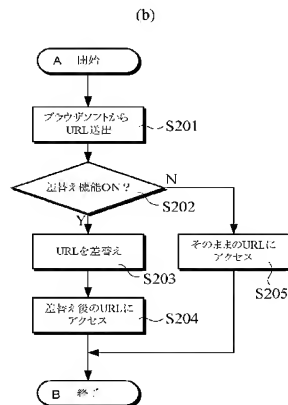 (b)
A 開始
ブラウザソフトから
URL送出
S201
差替え機能ON?
N
S202
Y
URLを差替え
S203
そのままのURLに
アクセス
S205
差替え後のURLに
アクセス
S204
B 終了